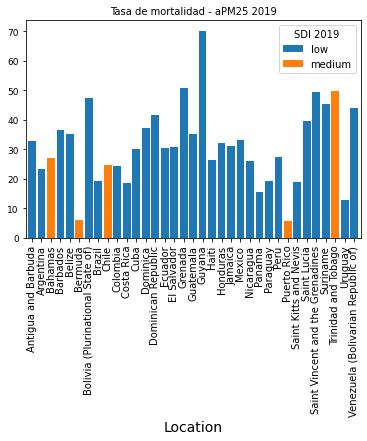 Tasa de mortalidad - aPM25 2019
SDI 2019
low
medium
70
60
50
40
30
20
10
0
Antigua and Barbuda
Argentina
Bahamas
Barbados
Belize
Bermuda
Bolivia (Plurinational State of)
Brazil
Chile
Colombia
Costa Rica
Cuba
Dominica
Dominican Republic
Ecuador
El Salvador
Grenada
Guatemala
Guyana
Haiti
Honduras
Jamaica
Mexico
Nicaragua
Panama
Paraguay
Peru
Puerto Rico
Saint Kitts and Nevis
Saint Lucia
Saint Vincent and the Grenadines
Suriname
Trinidad and Tobago
Uruguay
Venezuela (Bolivarian Republic of)
Location